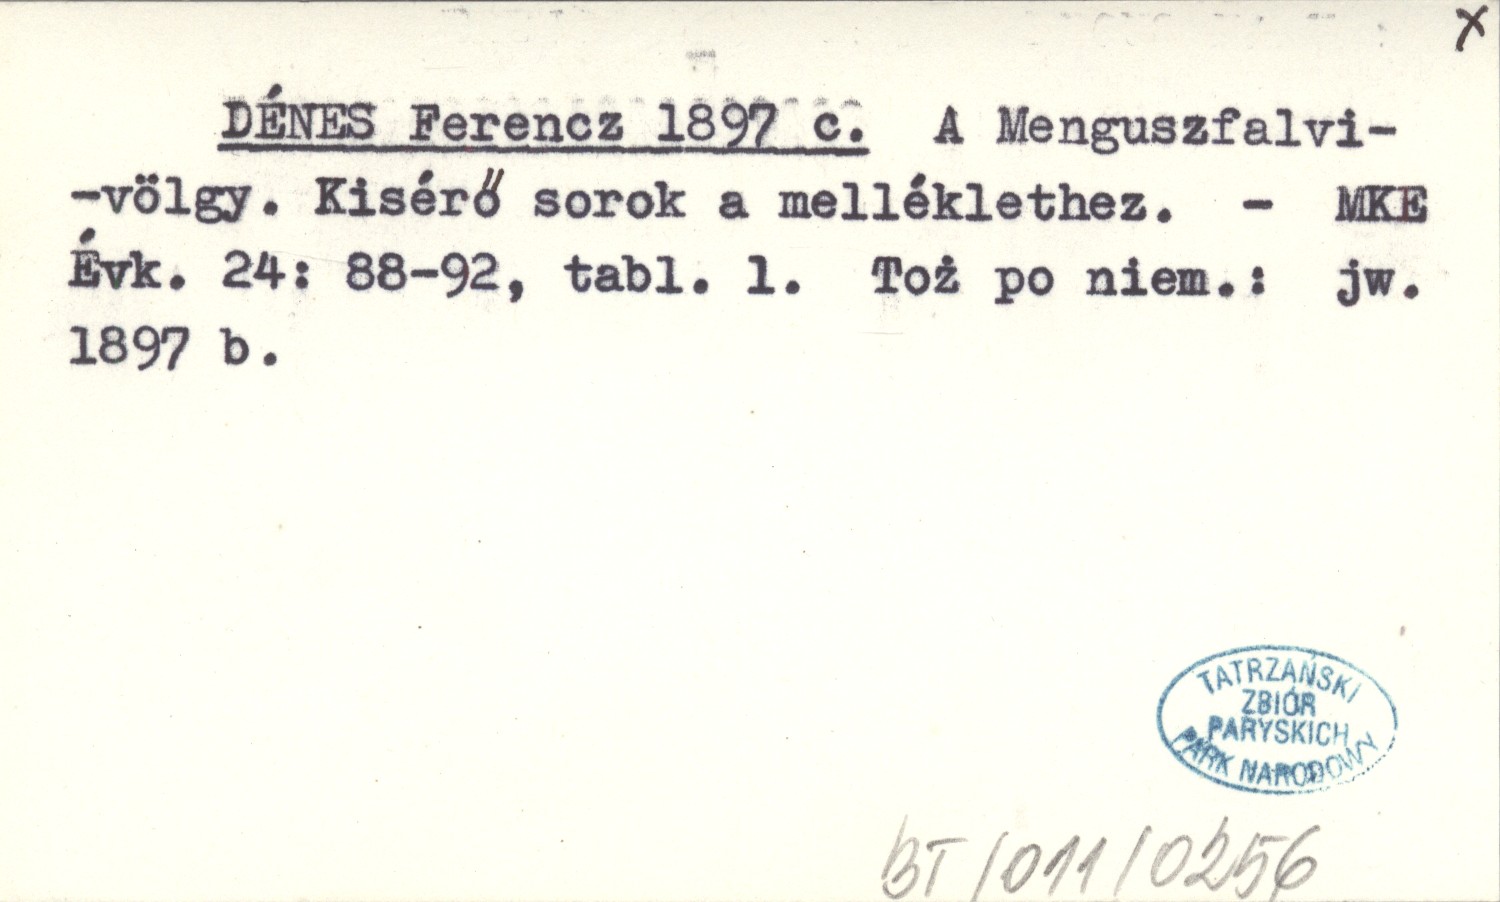 x
DÉNES Ferencz 1897 c. A Menguszfalvi-
-völgy. Kisérő sorok a melléklethez. - MKE
Évk. 24: 88-92, tabl. 1. Toż po niem.: jw.
1897 b.
TATRZAŃSKI
ZBIÓR
PARYSKICH
PARK NARODOWY
BT/011/0256